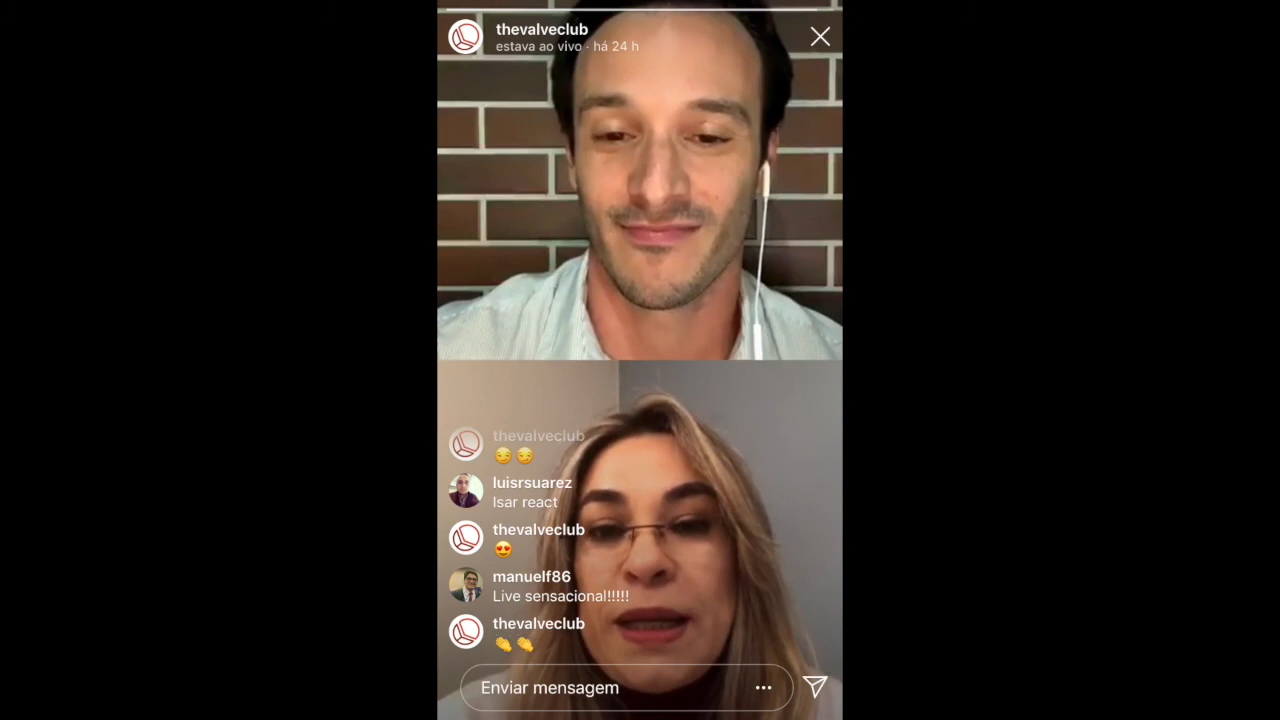 thevalveclub
estava ao vivo · há 24 h
thevalveclub
😏 😏
luisrsuarez
Isar react
thevalveclub
😍
manuelf86
Live sensacional!!!!!
thevalveclub
👏 👏
Enviar mensagem